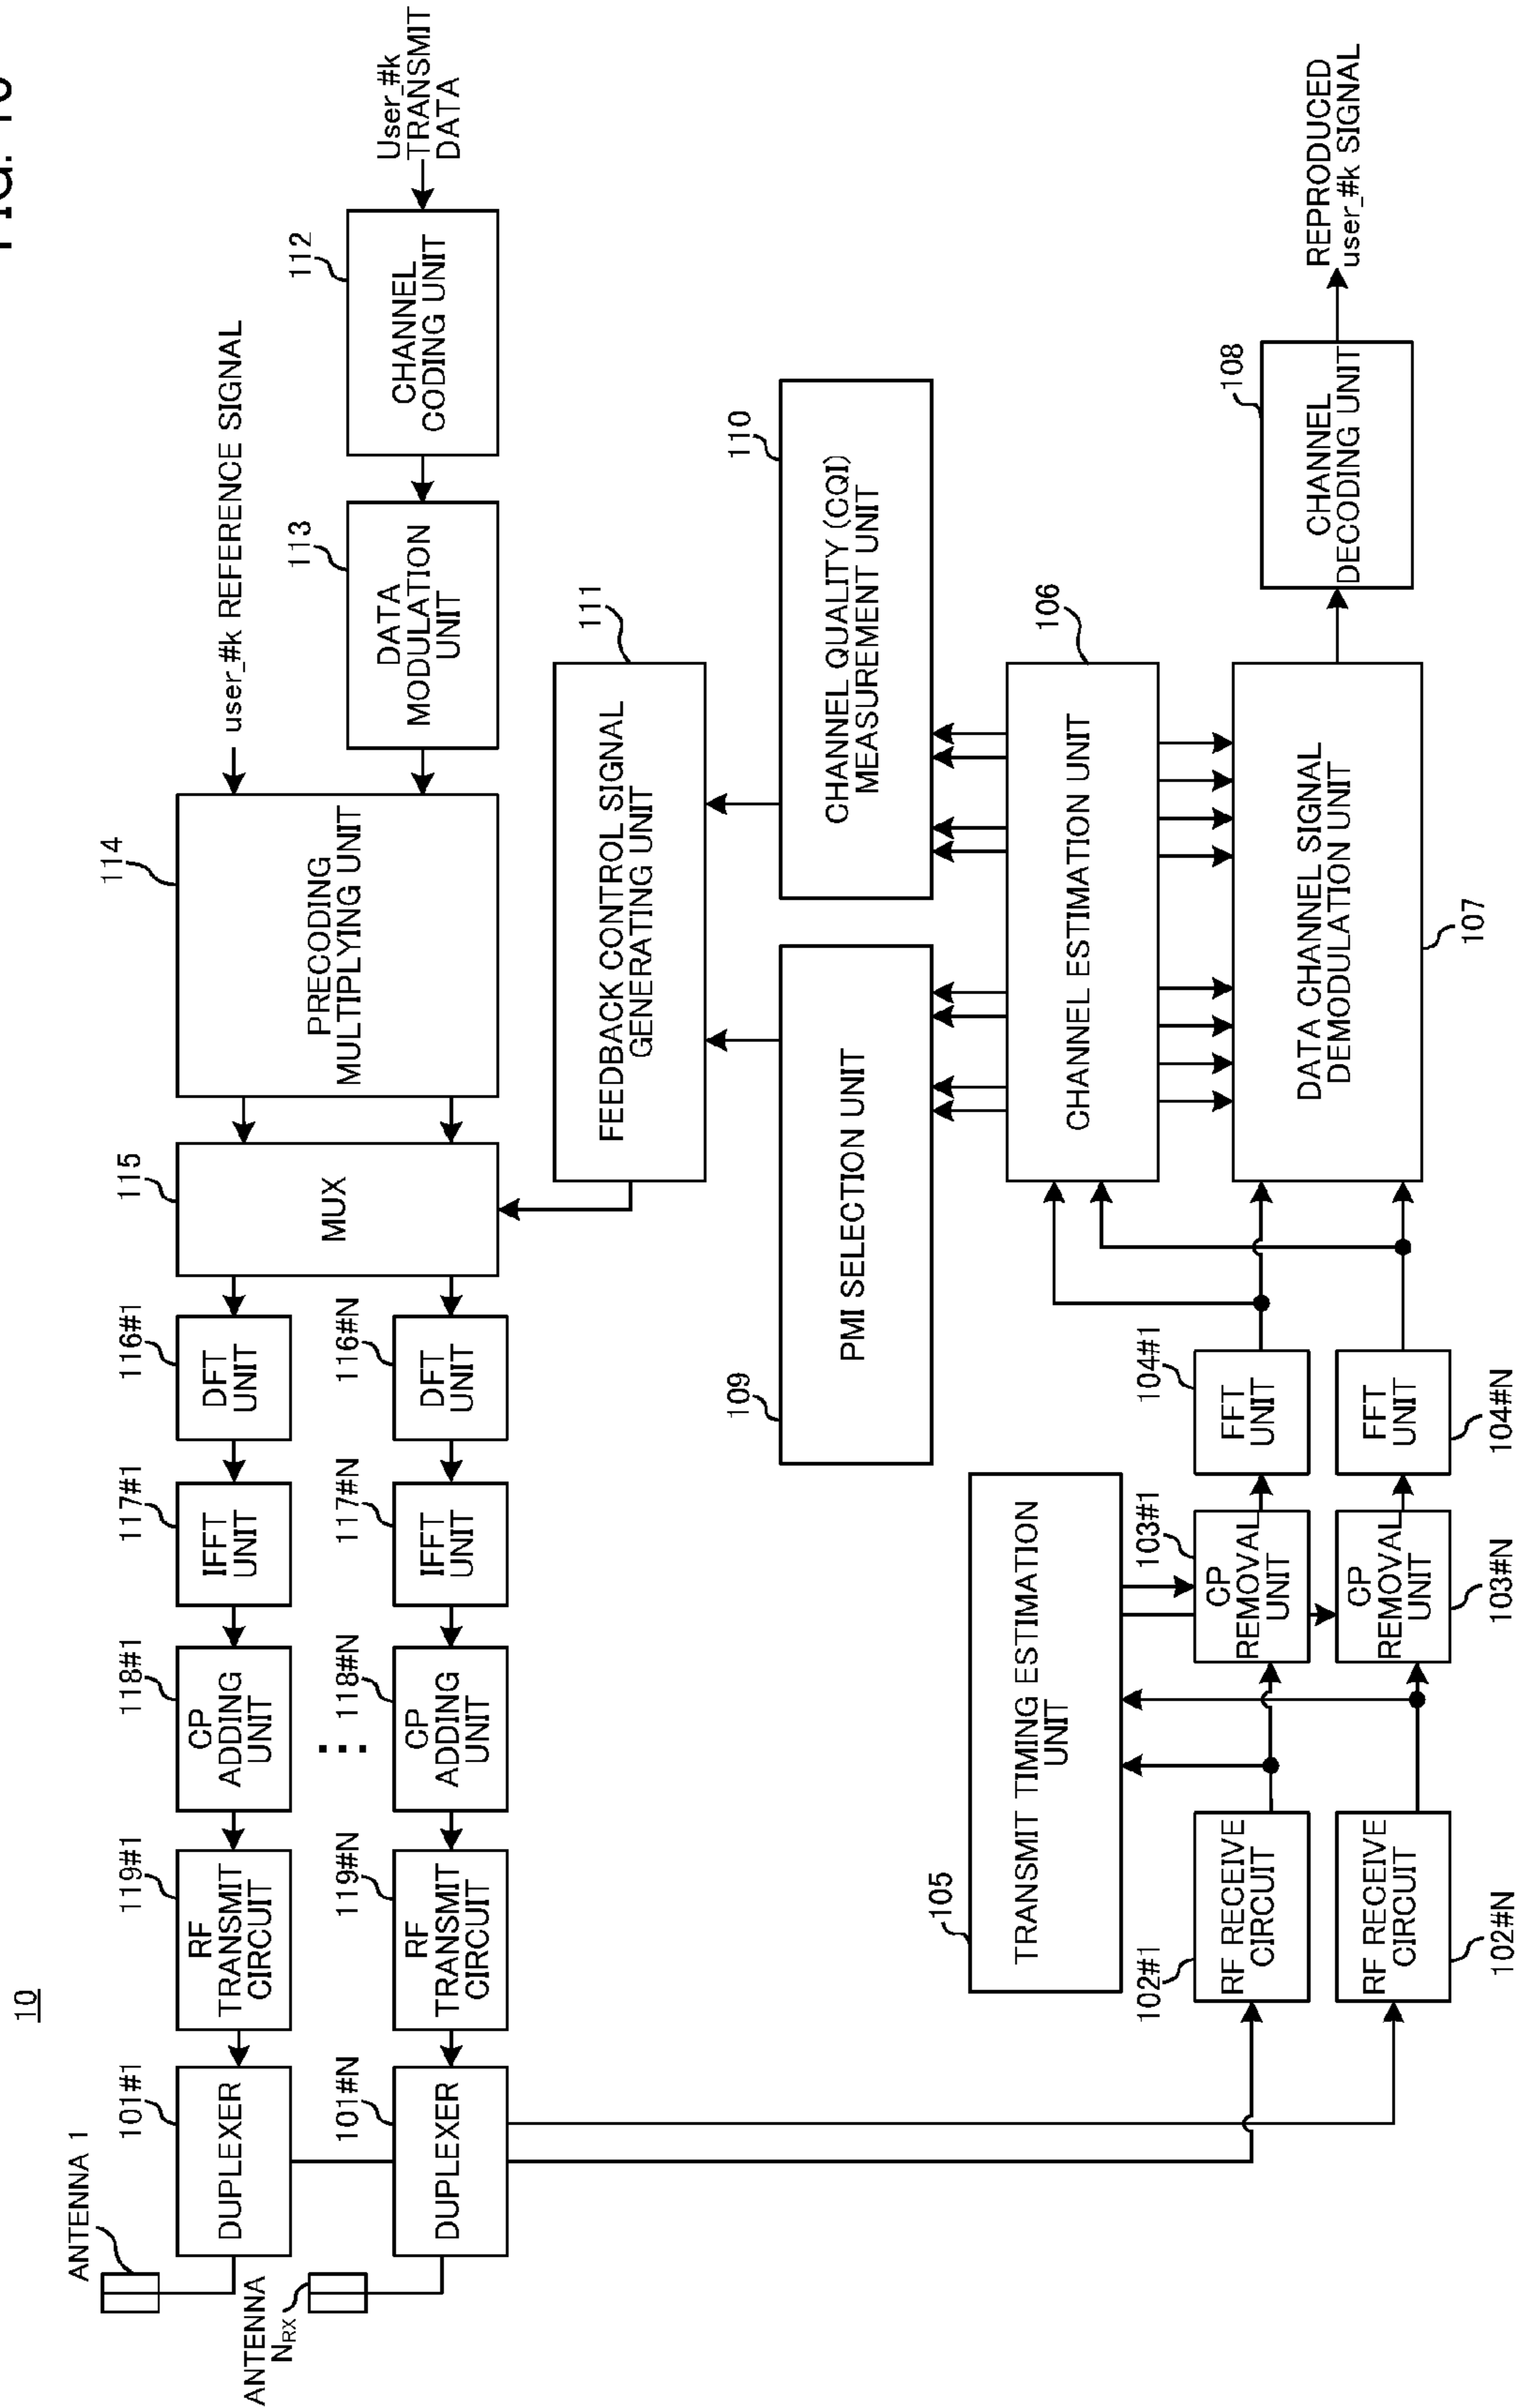 FIG. 10
10
ANTENNA 1
101#1
DUPLEXER
119#1
RF
TRANSMIT
CIRCUIT
118#1
CP
ADDING
UNIT
117#1
IFFT
UNIT
116#1
DFT
UNIT
115
MUX
114
PRECODING
MULTIPLYING UNIT
user_#k REFERENCE SIGNAL
ANTENNA
NRX
101#N
DUPLEXER
119#N
RF
TRANSMIT
CIRCUIT
118#N
CP
ADDING
UNIT
117#N
IFFT
UNIT
116#N
DFT
UNIT
113
DATA
MODULATION
UNIT
112
CHANNEL
CODING UNIT
User_#k
TRANSMIT
DATA
111
FEEDBACK CONTROL SIGNAL
GENERATING UNIT
109
PMI SELECTION UNIT
110
CHANNEL QUALITY (CQI)
MEASUREMENT UNIT
105
TRANSMIT TIMING ESTIMATION
UNIT
106
CHANNEL ESTIMATION UNIT
102#1
RF RECEIVE
CIRCUIT
103#1
CP
REMOVAL
UNIT
104#1
FFT
UNIT
DATA CHANNEL SIGNAL
DEMODULATION UNIT
107
108
CHANNEL
DECODING UNIT
REPRODUCED
user_#k SIGNAL
RF RECEIVE
CIRCUIT
102#N
CP
REMOVAL
UNIT
103#N
FFT
UNIT
104#N